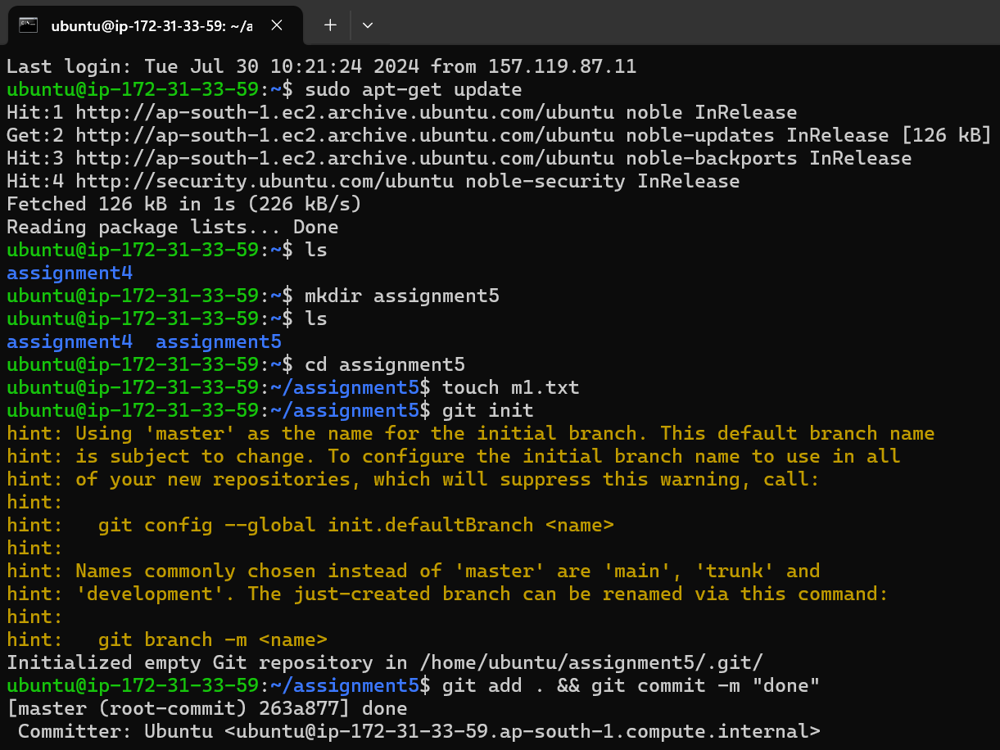 ubuntu@ip-172-31-33-59: ~/a
Last login: Tue Jul 30 10:21:24 2024 from 157.119.87.11
ubuntu@ip-172-31-33-59:~$ sudo apt-get update
Hit:1 http://ap-south-1.ec2.archive.ubuntu.com/ubuntu noble InRelease
Get:2 http://ap-south-1.ec2.archive.ubuntu.com/ubuntu noble-updates InRelease [126 kB]
Hit:3 http://ap-south-1.ec2.archive.ubuntu.com/ubuntu noble-backports InRelease
Hit:4 http://security.ubuntu.com/ubuntu noble-security InRelease
Fetched 126 kB in 1s (226 kB/s)
Reading package lists... Done
ubuntu@ip-172-31-33-59:~$ ls
assignment4
ubuntu@ip-172-31-33-59:~$ mkdir assignment5
ubuntu@ip-172-31-33-59:~$ ls
assignment4  assignment5
ubuntu@ip-172-31-33-59:~$ cd assignment5
ubuntu@ip-172-31-33-59:~/assignment5$ touch m1.txt
ubuntu@ip-172-31-33-59:~/assignment5$ git init
hint: Using 'master' as the name for the initial branch. This default branch name
hint: is subject to change. To configure the initial branch name to use in all
hint: of your new repositories, which will suppress this warning, call:
hint:
hint:   git config --global init.defaultBranch <name>
hint:
hint: Names commonly chosen instead of 'master' are 'main', 'trunk' and
hint: 'development'. The just-created branch can be renamed via this command:
hint:
hint:   git branch -m <name>
Initialized empty Git repository in /home/ubuntu/assignment5/.git/
ubuntu@ip-172-31-33-59:~/assignment5$ git add . && git commit -m "done"
[master (root-commit) 263a877] done
 Committer: Ubuntu <ubuntu@ip-172-31-33-59.ap-south-1.compute.internal>